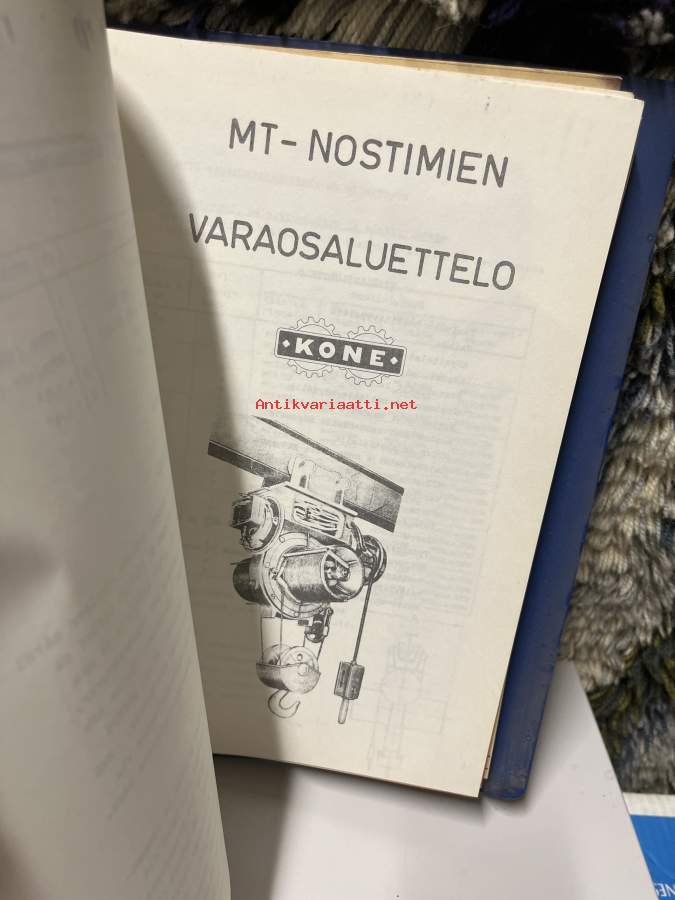 MT- NOSTIMIEN
VARAOSALUETTELO
KONE
Antikvariaatti.net